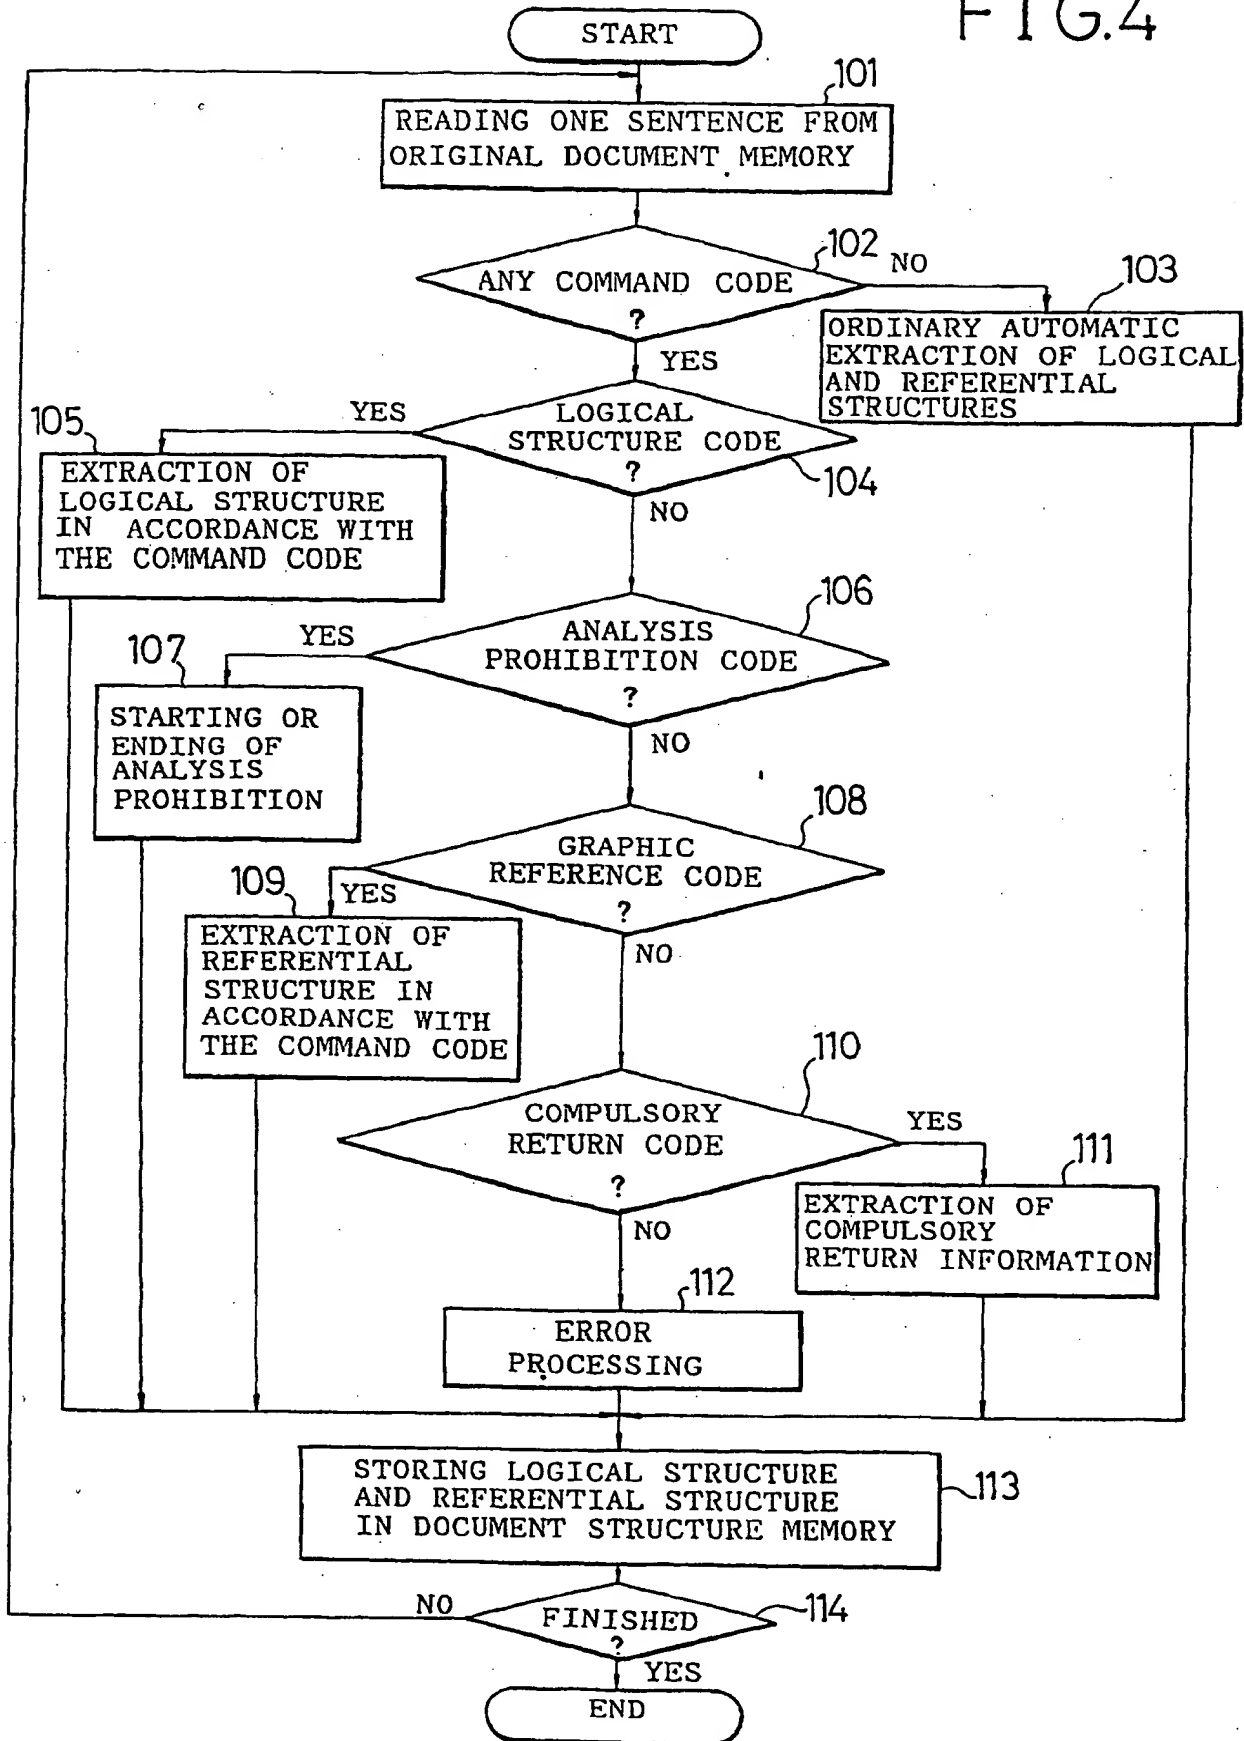 FIG.4
START
101
READING ONE SENTENCE FROM
ORIGINAL DOCUMENT MEMORY
102
ANY COMMAND CODE
?
NO
103
YES
ORDINARY AUTOMATIC
EXTRACTION OF LOGICAL
AND REFERENTIAL
STRUCTURES
LOGICAL
STRUCTURE CODE
?
104
YES
105
NO
EXTRACTION OF
LOGICAL STRUCTURE
IN ACCORDANCE WITH
THE COMMAND CODE
106
ANALYSIS
PROHIBITION CODE
?
YES
107
NO
STARTING OR
ENDING OF
ANALYSIS
PROHIBITION
108
GRAPHIC
REFERENCE CODE
?
109
YES
NO
EXTRACTION OF
REFERENTIAL
STRUCTURE IN
ACCORDANCE WITH
THE COMMAND CODE
110
COMPULSORY
RETURN CODE
?
YES
111
NO
EXTRACTION OF
COMPULSORY
RETURN INFORMATION
112
ERROR
PROCESSING
STORING LOGICAL STRUCTURE
AND REFERENTIAL STRUCTURE
IN DOCUMENT STRUCTURE MEMORY
113
NO
FINISHED
?
114
YES
END